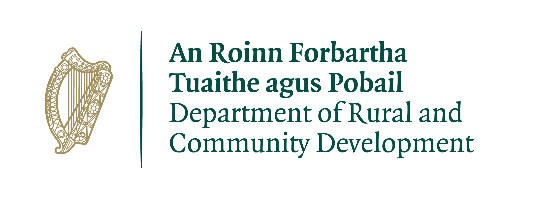 An Roinn Forbartha
Tuaithe agus Pobail
Department of Rural and
Community Development